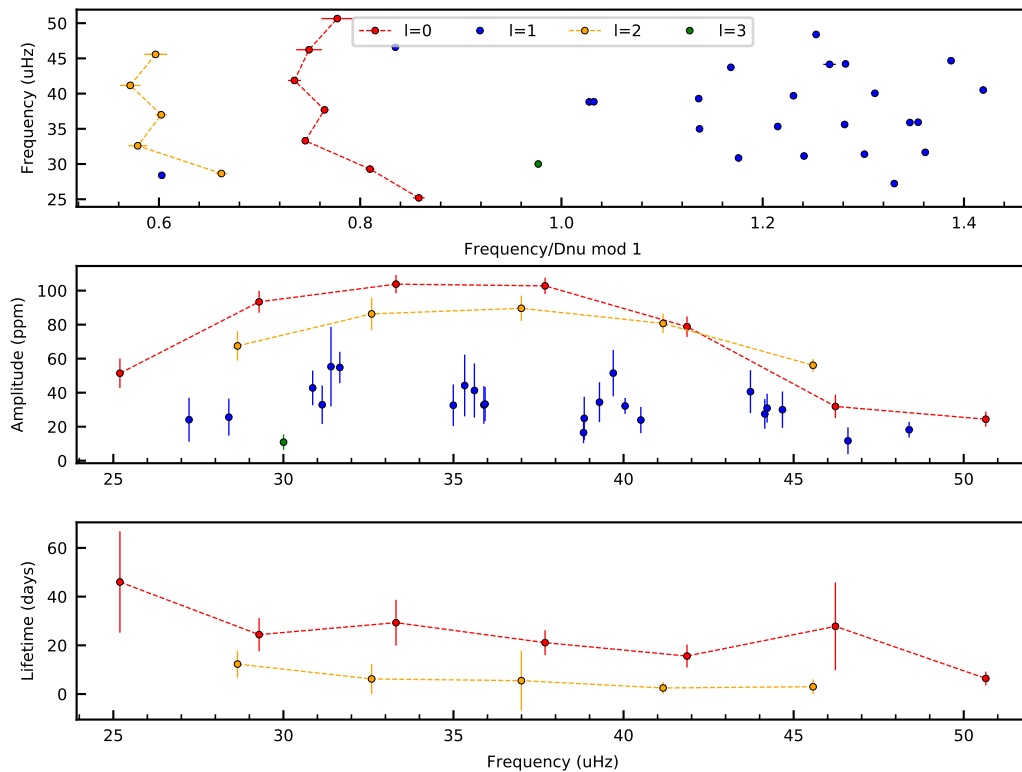 l=0 l=1 l=2 l=3
50
45
40
35
30
25
Frequency (uHz)
0.6 0.8 1.0 1.2 1.4
Frequency/Dnu mod 1
100
80
60
40
20
0
Amplitude (ppm)
25 30 35 40 45 50
60
40
20
0
Lifetime (days)
25 30 35 40 45 50
Frequency (uHz)